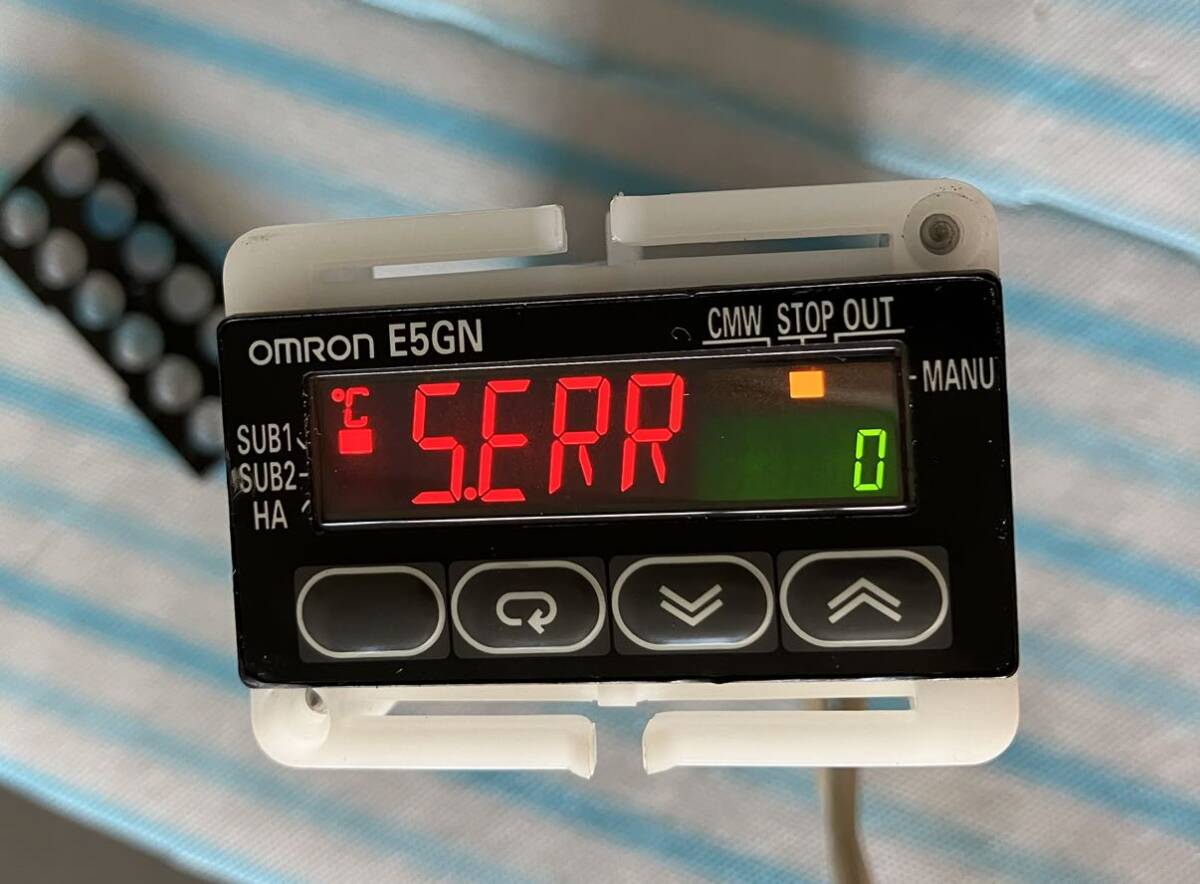 OMRON E5GN
CMW STOP OUT
MANU
°C
S.ERR
0
SUB1
SUB2
HA